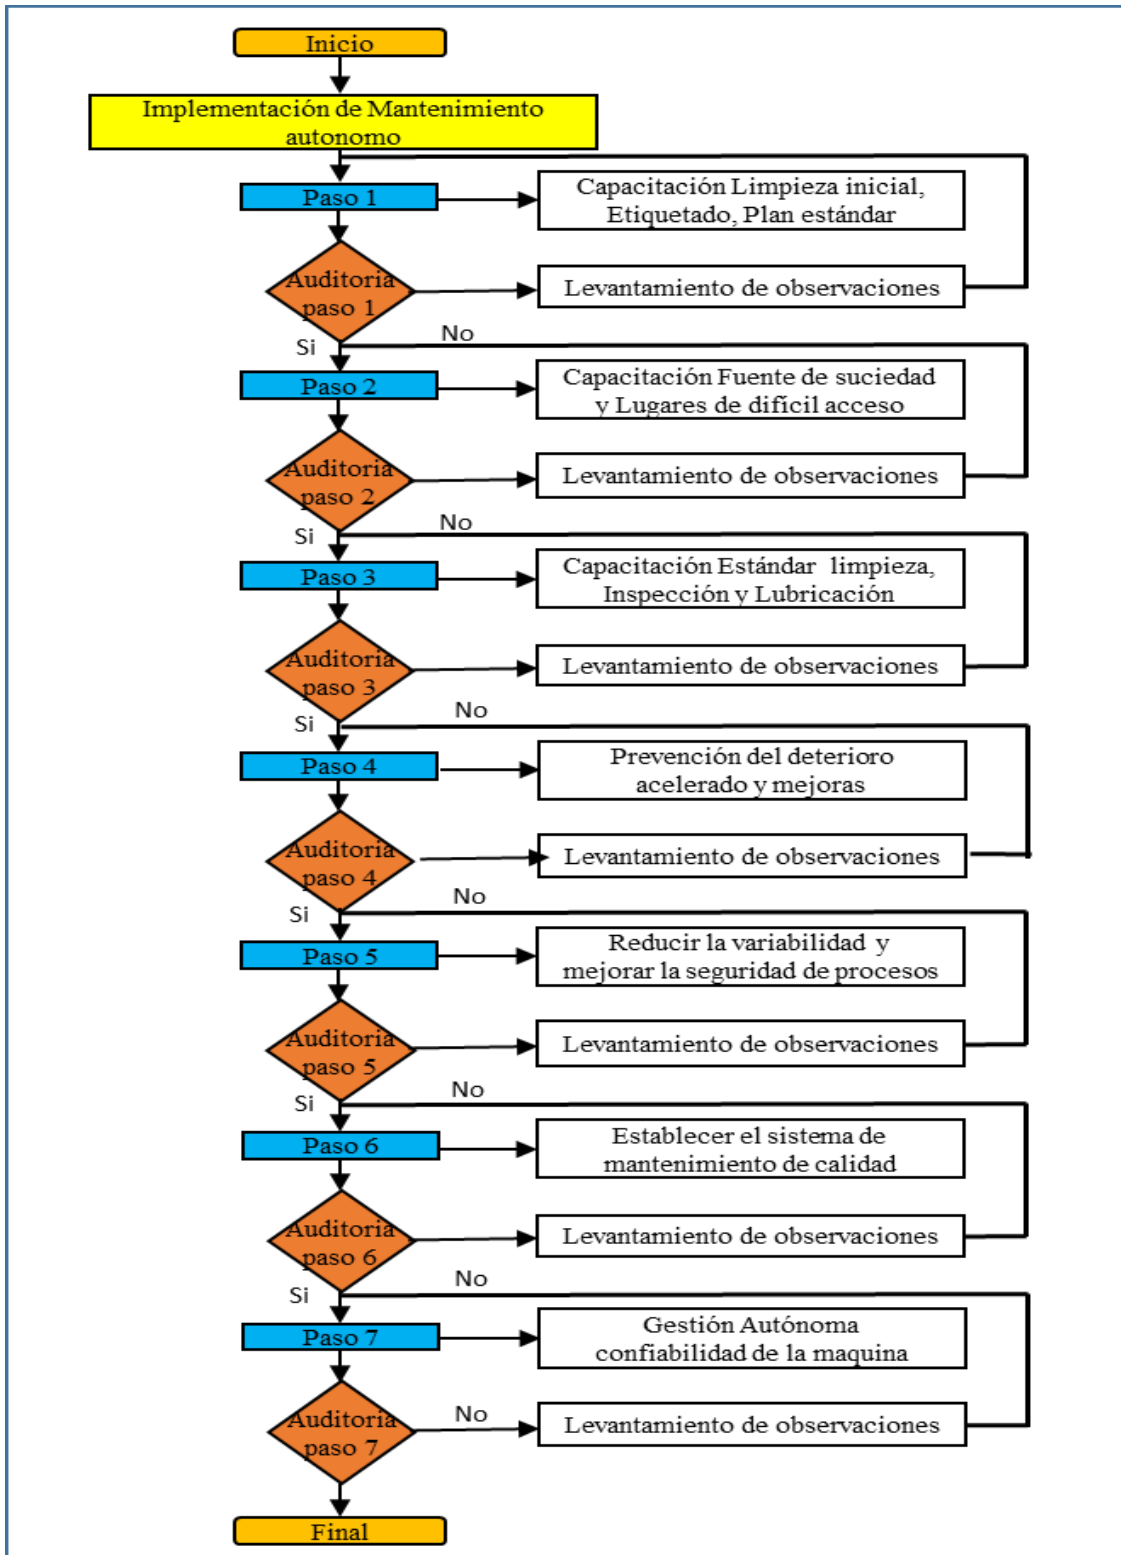 Inicio
Implementación de Mantenimiento
autonomo
Paso 1
Capacitación Limpieza inicial,
Etiquetado, Plan estándar
Auditoria
paso 1
Levantamiento de observaciones
Si
No
Paso 2
Capacitación Fuente de suciedad
y Lugares de difícil acceso
Auditoria
paso 2
Levantamiento de observaciones
Si
No
Paso 3
Capacitación Estándar limpieza,
Inspección y Lubricación
Auditoria
paso 3
Levantamiento de observaciones
Si
No
Paso 4
Prevención del deterioro
acelerado y mejoras
Auditoria
paso 4
Levantamiento de observaciones
Si
No
Paso 5
Reducir la variabilidad y
mejorar la seguridad de procesos
Auditoria
paso 5
Levantamiento de observaciones
Si
No
Paso 6
Establecer el sistema de
mantenimiento de calidad
Auditoria
paso 6
Levantamiento de observaciones
Si
No
Paso 7
Gestión Autónoma
confiabilidad de la maquina
Auditoria
paso 7
No
Levantamiento de observaciones
Final